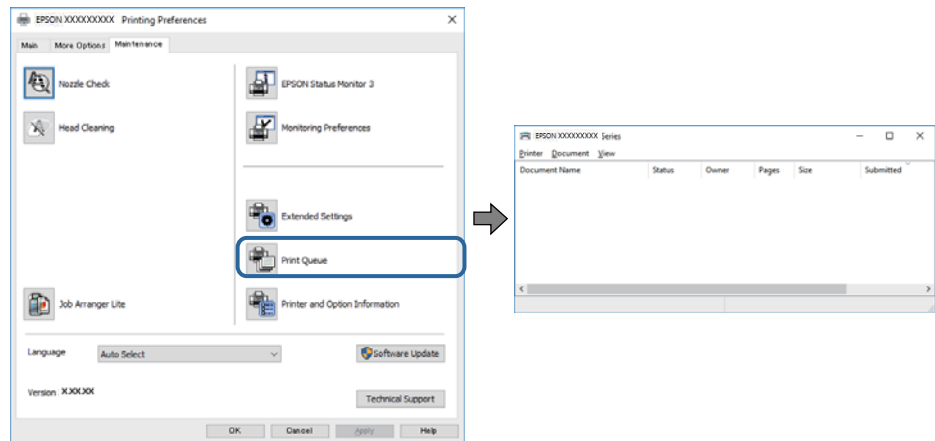 EPSON XXXXXXXXX Printing Preferences
Main More Options Maintenance
Nozzle Check
EPSON Status Monitor 3
Head Cleaning
Monitoring Preferences
Extended Settings
Print Queue
Job Arranger Lite
Printer and Option Information
Language Auto Select
Software Update
Version X.XX.XX
Technical Support
OK Cancel Apply Help
EPSON XXXXXXXXX Series
Printer Document View
Document Name Status Owner Pages Size Submitted